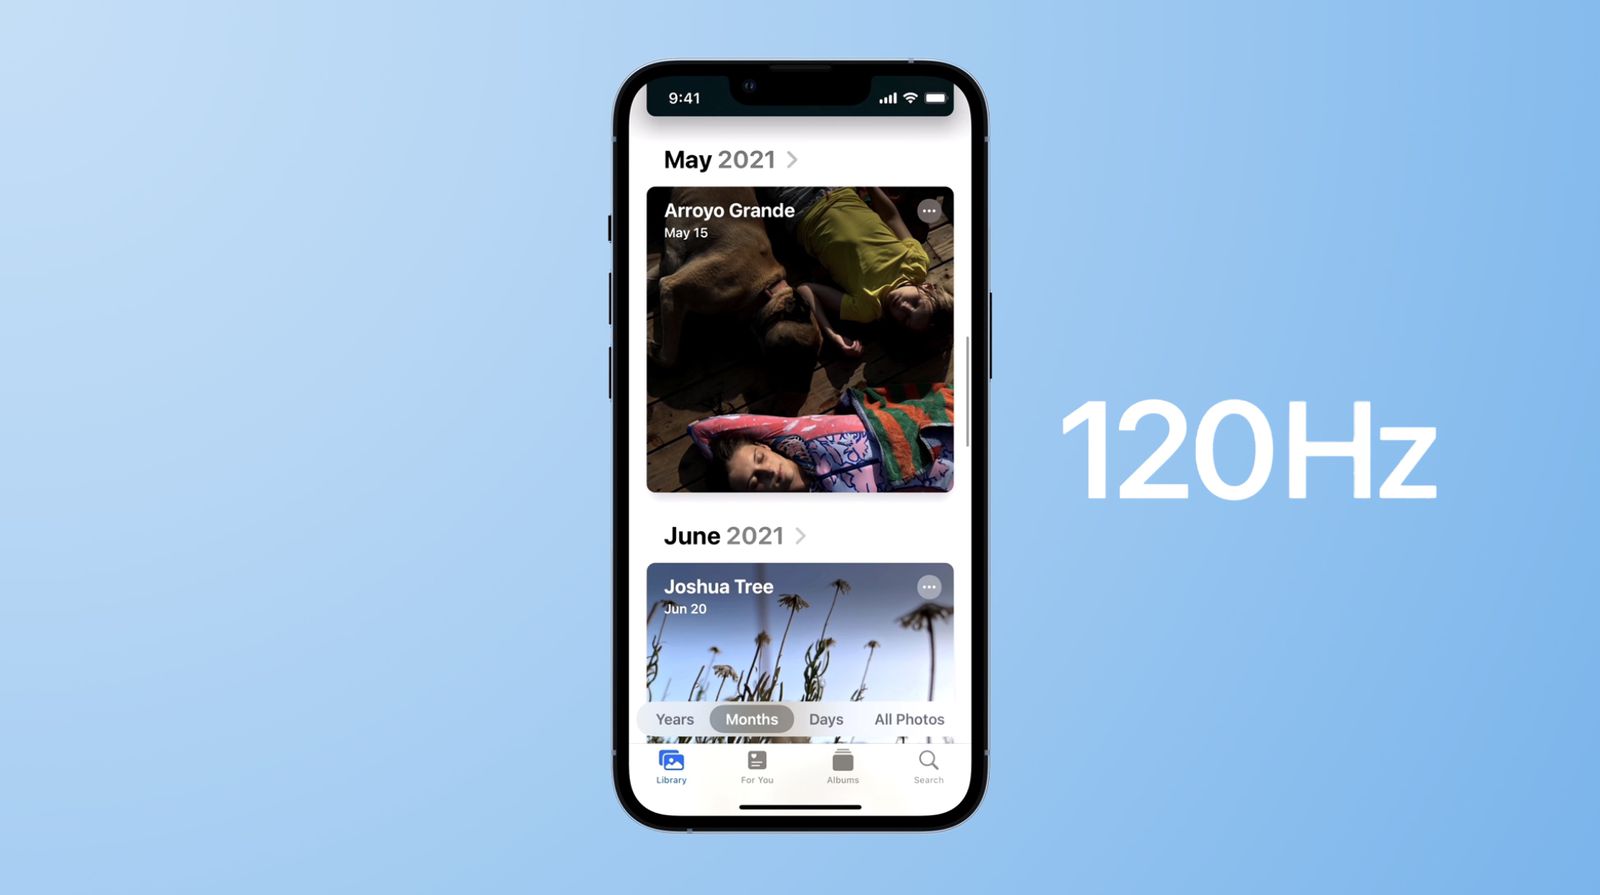 9:41
May 2021
Arroyo Grande
May 15
120Hz
June 2021
Joshua Tree
Jun 20
Years Months Days All Photos
Library For You Albums Search